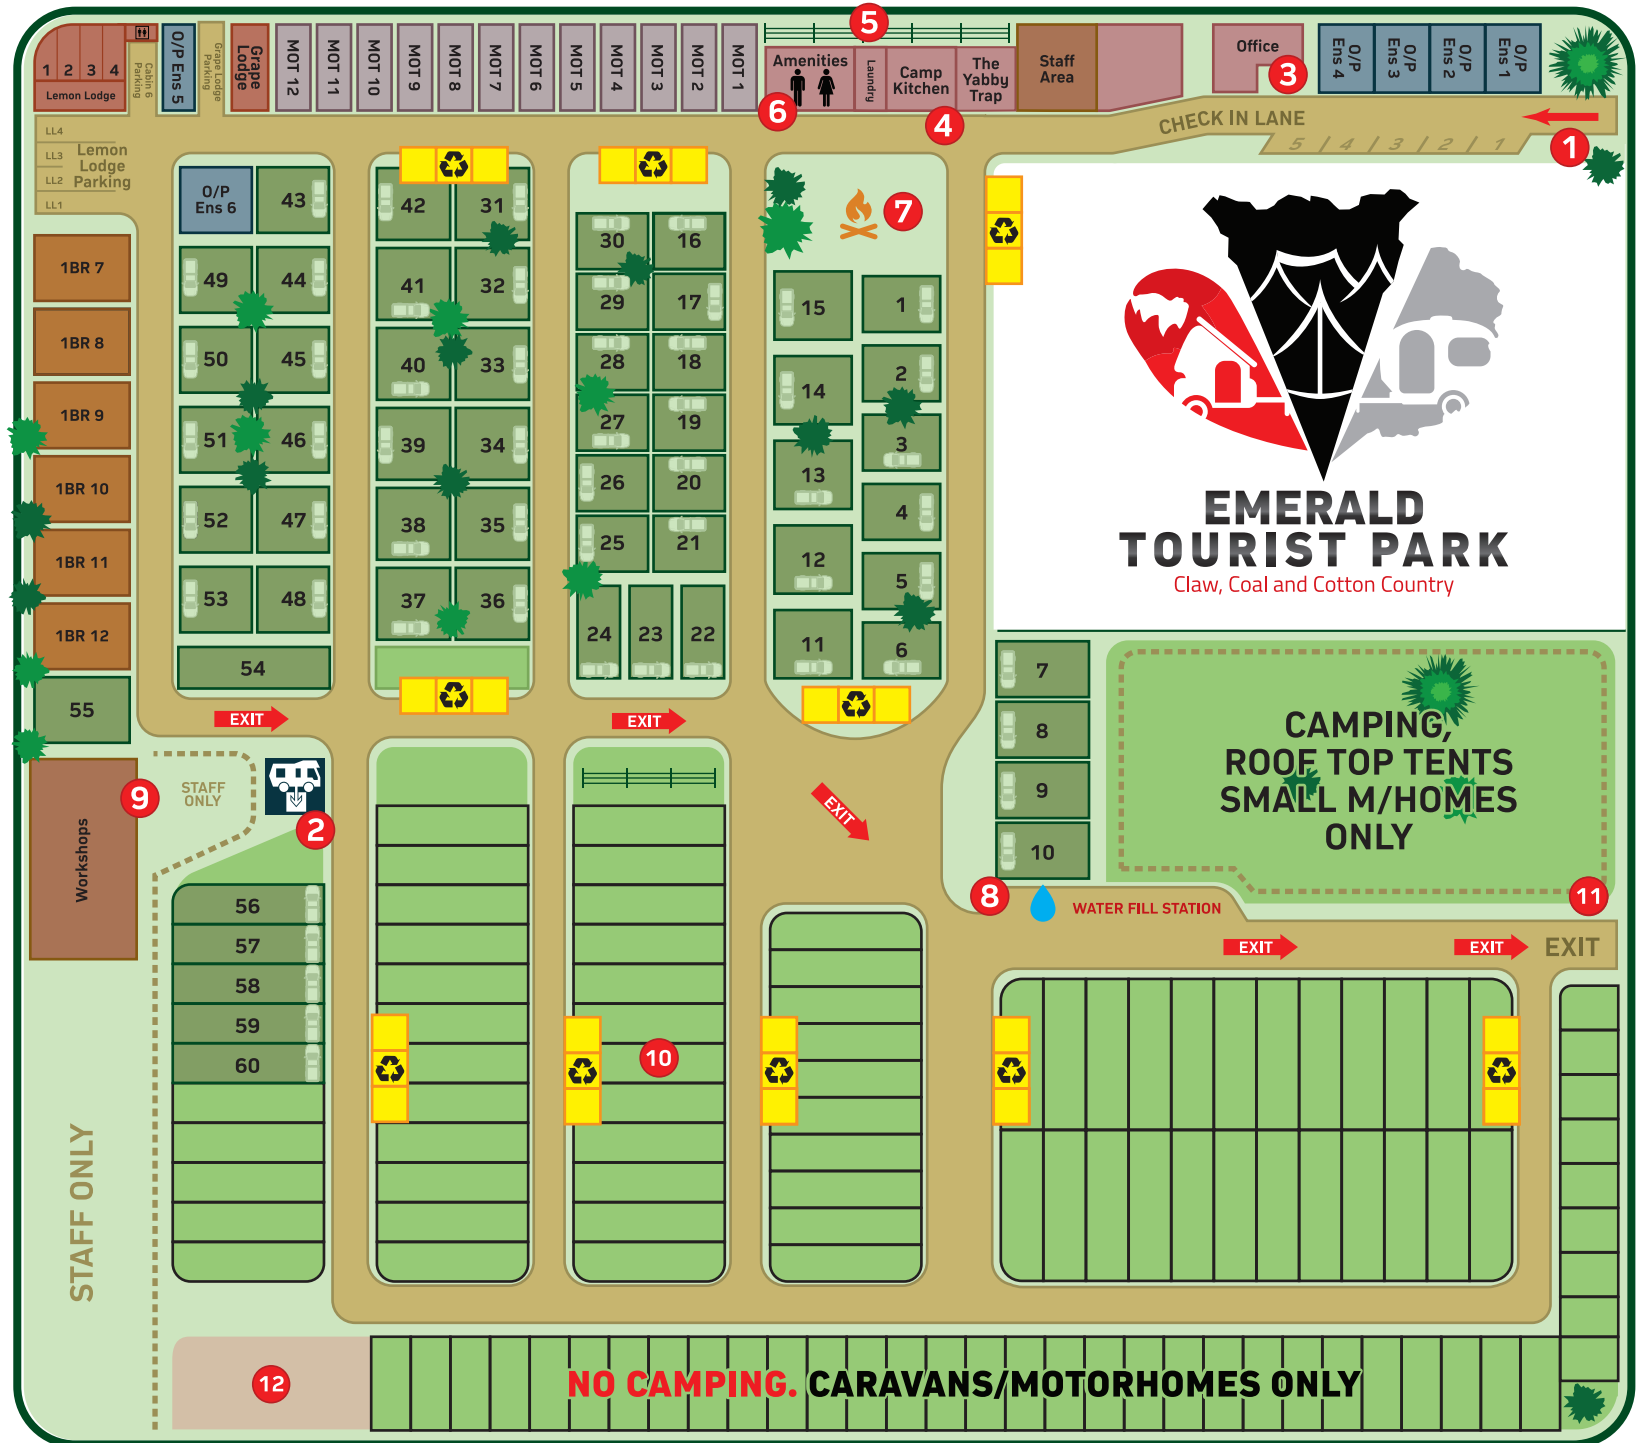 1
2
3
4
Lemon Lodge
Cabin 6
Parking
O/P Ens 5
Grape Lodge
Parking
Grape
Lodge
MOT 12
MOT 11
MOT 10
MOT 9
MOT 8
MOT 7
MOT 6
MOT 5
MOT 4
MOT 3
MOT 2
MOT 1
5
Amenities
6
Laundry
Camp
Kitchen
4
The
Yabby
Trap
Staff
Area
Office
3
O/P
Ens 4
O/P
Ens 3
O/P
Ens 2
O/P
Ens 1
CHECK IN LANE
5 / 4 / 3 / 2 / 1
1
LL4
LL3
LL2
LL1
Lemon
Lodge
Parking
1BR 7
1BR 8
1BR 9
1BR 10
1BR 11
1BR 12
55
O/P
Ens 6
43
49
44
50
45
51
46
52
47
53
48
54
42
31
41
32
40
33
39
34
38
35
37
36
30
16
29
17
28
18
27
19
26
20
25
21
24
23
22
7
15
1
14
2
13
3
12
4
11
5
6
EMERALD
TOURIST PARK
Claw, Coal and Cotton Country
7
8
9
10
CAMPING,
ROOF TOP TENTS
SMALL M/HOMES
ONLY
11
EXIT
EXIT
EXIT
8
WATER FILL STATION
EXIT
EXIT
EXIT
Workshops
9
STAFF
ONLY
2
56
57
58
59
60
10
STAFF ONLY
12
NO CAMPING. CARAVANS/MOTORHOMES ONLY